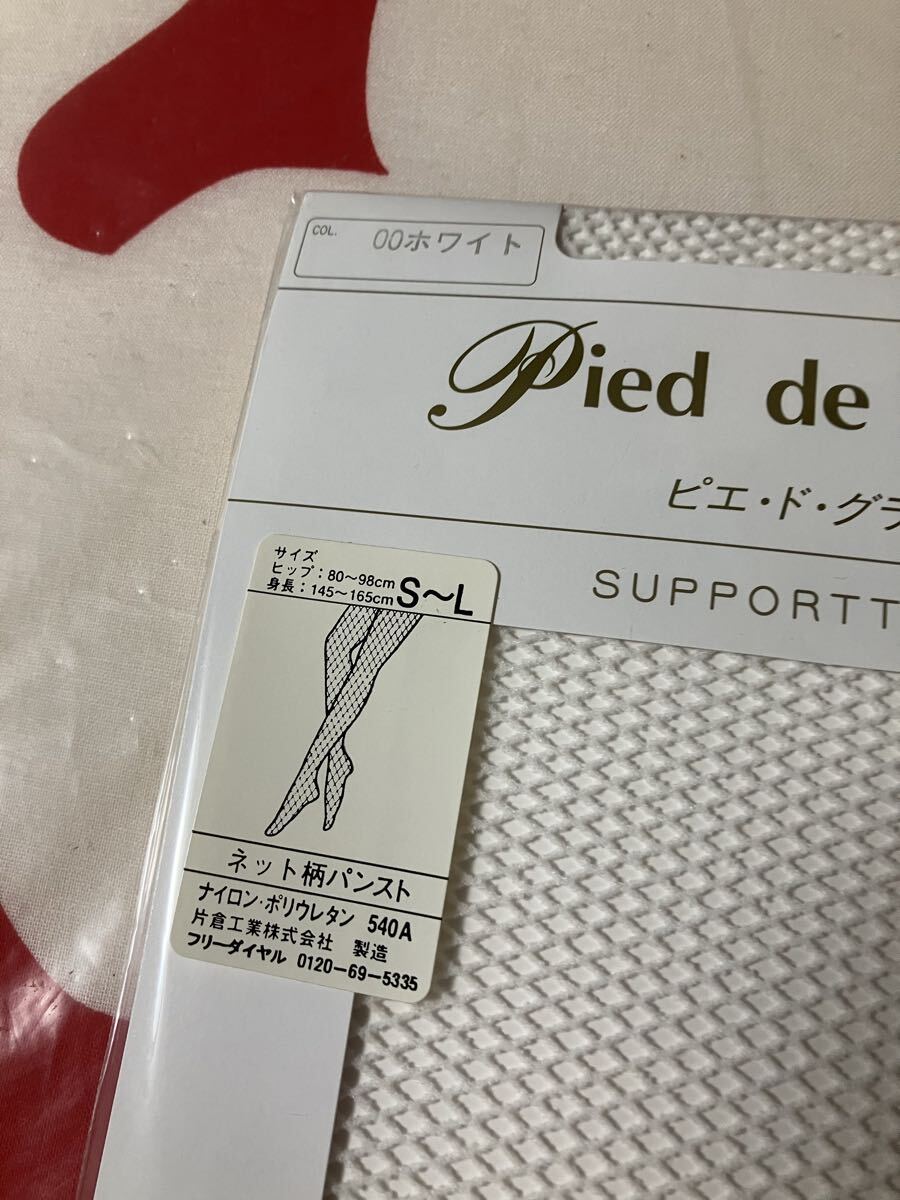 COL. 00ホワイト
Pied de
ピエ・ド・グラ
SUPPORTT
サイズ
ヒップ：80〜98cm
身長：145〜165cm S〜L
ネット柄パンスト
ナイロン・ポリウレタン 540A
片倉工業株式会社 製造
フリーダイヤル 0120-69-5335